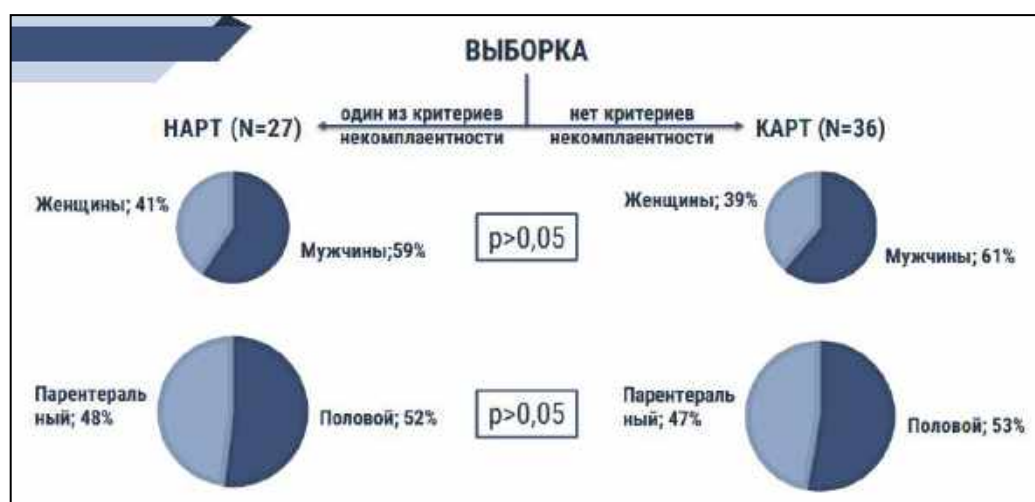 ВЫБОРКА
один из критериев
некомплаентности
нет критериев
некомплаентности
НАРТ (N=27)
КАРТ (N=36)
Женщины; 41%
Мужчины;59%
p>0,05
Женщины; 39%
Мужчины; 61%
Парентераль
ный; 48%
Половой; 52%
p>0,05
Парентераль
ный; 47%
Половой; 53%